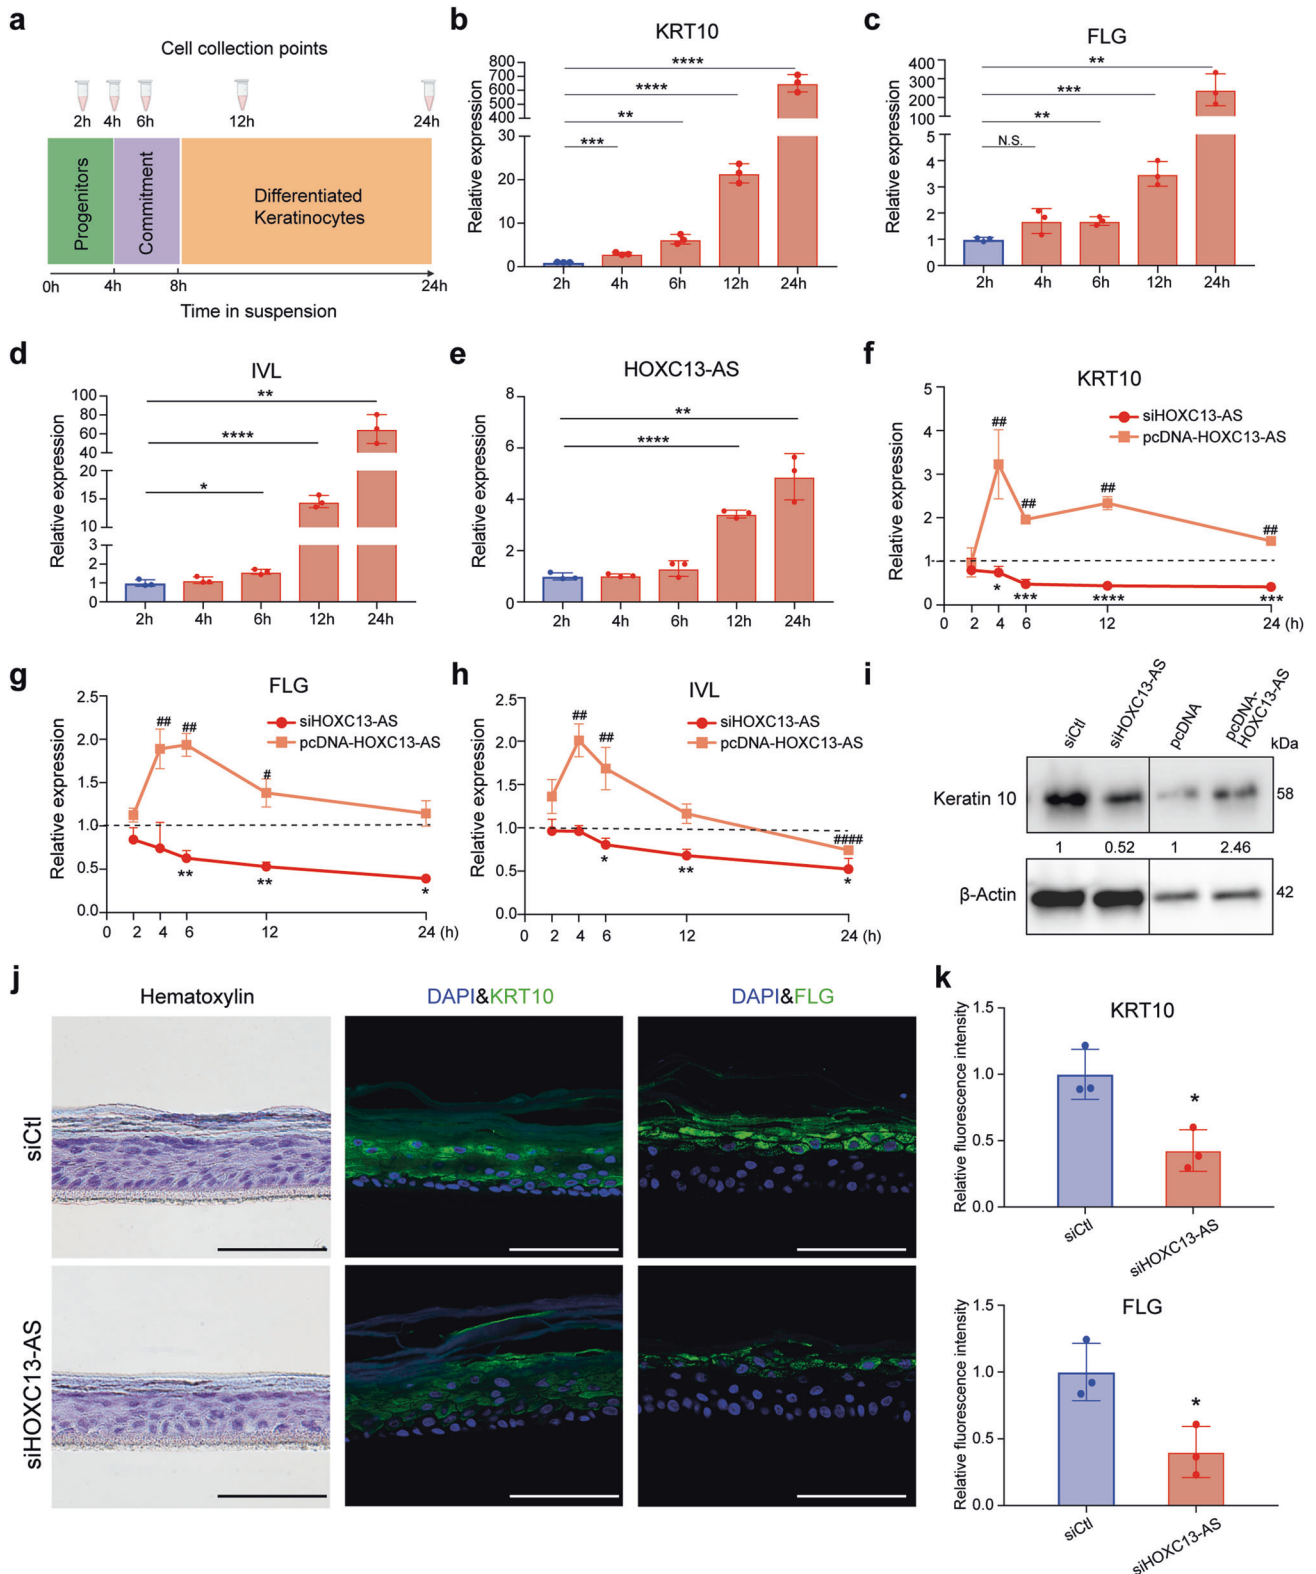 a
Cell collection points
2h 4h 6h 12h 24h
Progenitors
Commitment
Differentiated
Keratinocytes
0h 4h 8h 24h
Time in suspension
b
KRT10
Relative expression
800
700
600
500
400
30
20
10
0
****
****
**
***
2h 4h 6h 12h 24h
c
FLG
Relative expression
400
300
200
100
5
4
3
2
1
0
**
***
**
N.S.
2h 4h 6h 12h 24h
d
IVL
Relative expression
100
80
60
40
20
15
10
3
2
1
0
**
****
*
2h 4h 6h 12h 24h
e
HOXC13-AS
Relative expression
8
6
4
2
0
**
****
2h 4h 6h 12h 24h
f
KRT10
Relative expression
5
4
3
2
1
0
siHOXC13-AS
pcDNA-HOXC13-AS
## ## ## ##
* *** **** ***
0 2 4 6 12 24 (h)
g
FLG
Relative expression
2.5
2.0
1.5
1.0
0.5
0.0
siHOXC13-AS
pcDNA-HOXC13-AS
## ## #
** ** *
0 2 4 6 12 24 (h)
h
IVL
Relative expression
2.5
2.0
1.5
1.0
0.5
0.0
siHOXC13-AS
pcDNA-HOXC13-AS
## ## ####
* ** *
0 2 4 6 12 24 (h)
i
siCtl
siHOXC13-AS
pcDNA
pcDNA-
HOXC13-AS
kDa
Keratin 10
58
1 0.52 1 2.46
β-Actin
42
j
Hematoxylin
DAPI&KRT10
DAPI&FLG
siCtl
siHOXC13-AS
k
KRT10
Relative fluorescence intensity
1.5
1.0
0.5
0.0
*
siCtl
siHOXC13-AS
FLG
Relative fluorescence intensity
1.5
1.0
0.5
0.0
*
siCtl
siHOXC13-AS